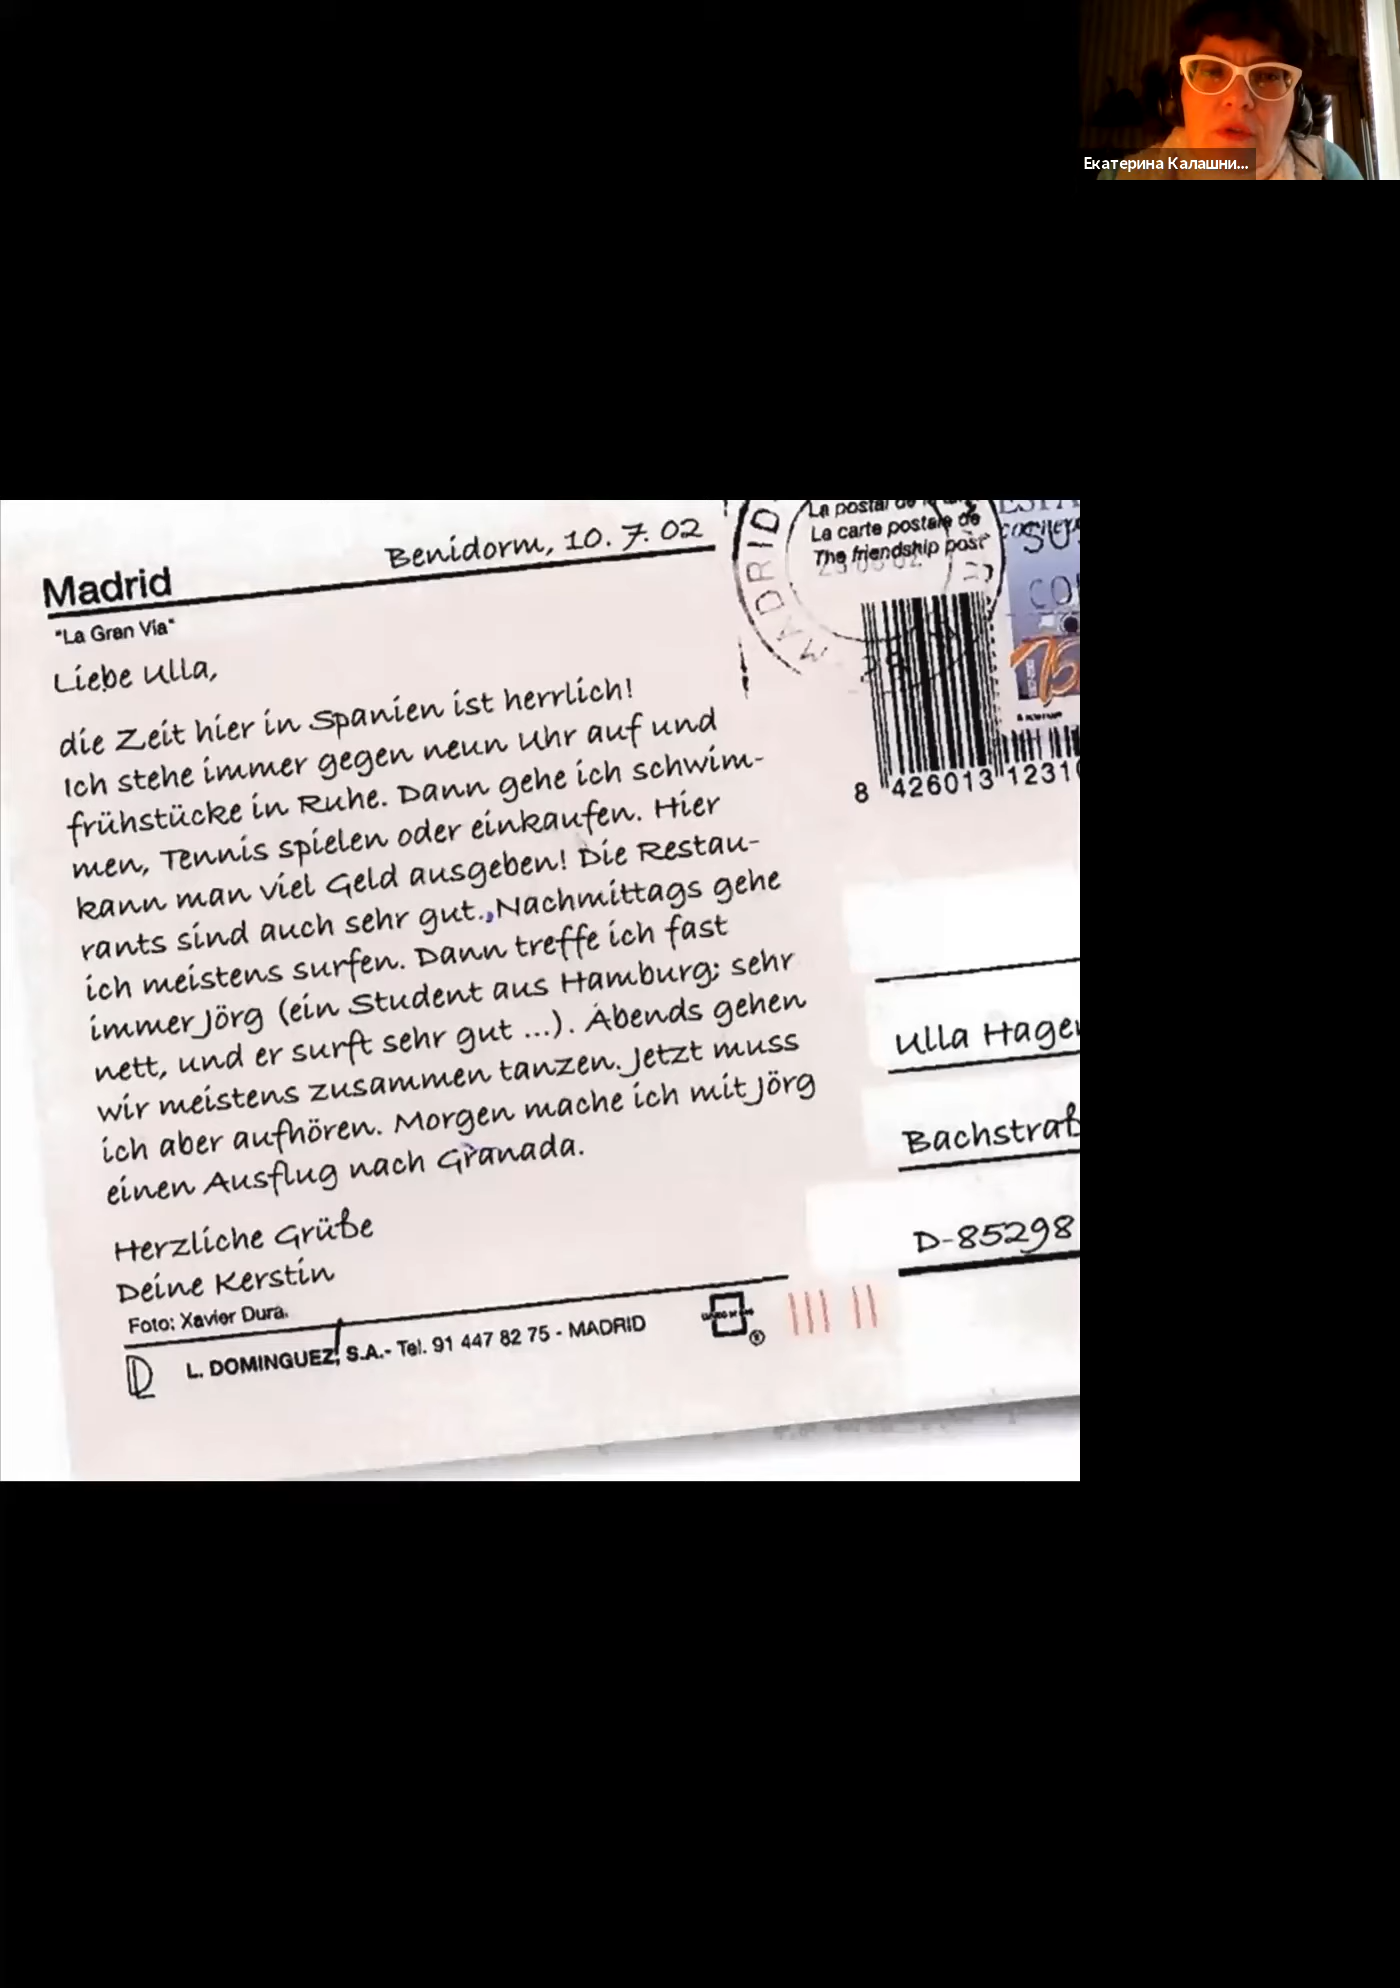 Екатерина Калашни...
Benidorm, 10. 7. 02
Madrid
"La Gran Via"
Liebe Ulla,
die Zeit hier in Spanien ist herrlich!
Ich stehe immer gegen neun Uhr auf und
frühstücke in Ruhe. Dann gehe ich schwim-
men, Tennis spielen oder einkaufen. Hier
kann man viel Geld ausgeben! Die Restau-
rants sind auch sehr gut. Nachmittags gehe
ich meistens surfen. Dann treffe ich fast
immer Jörg (ein Student aus Hamburg; sehr
nett, und er surft sehr gut ...). Abends gehen
wir meistens zusammen tanzen. Jetzt muss
ich aber aufhören. Morgen mache ich mit Jörg
einen Ausflug nach Granada.
Herzliche Grüße
Deine Kerstin
Foto: Xavier Dura.
L. DOMINGUEZ, S.A.- Tel. 91 447 82 75 - MADRID
MADRID
La postal de
La carte postale de
The friendship post
8 426013 1231
Ulla Hagen
Bachstraß
D-85298